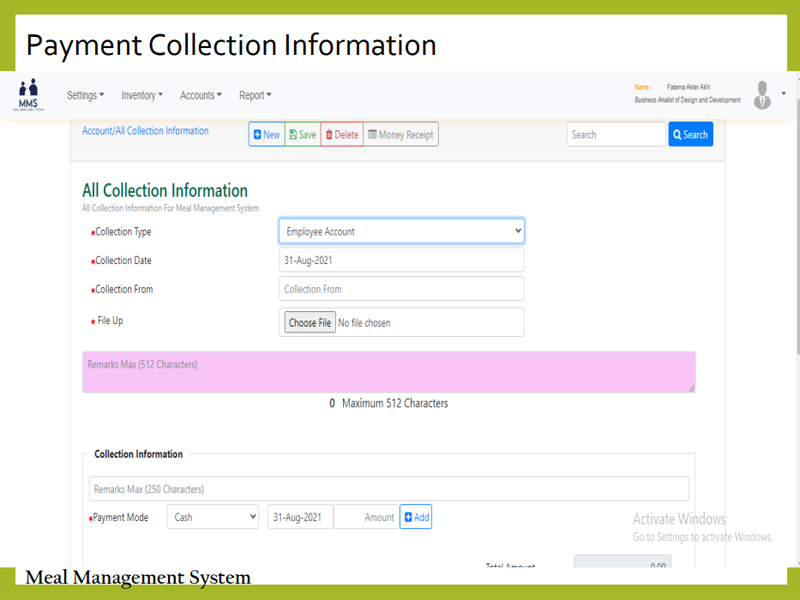 Payment Collection Information
MMS
Settings
Inventory
Accounts
Report
Name : Fatema Akter Akhi
Business Analist of Design and Development
Account/All Collection Information
New
Save
Delete
Money Receipt
Search
Search
All Collection Information
All Collection Information For Meal Management System
*Collection Type
Employee Account
*Collection Date
31-Aug-2021
*Collection From
Collection From
* File Up
Choose File No file chosen
Remarks Max (512 Characters)
0 Maximum 512 Characters
Collection Information
Remarks Max (250 Characters)
*Payment Mode
Cash
31-Aug-2021
Amount
Add
Activate Windows
Go to Settings to activate Windows.
Total Amount
0.00
Meal Management System